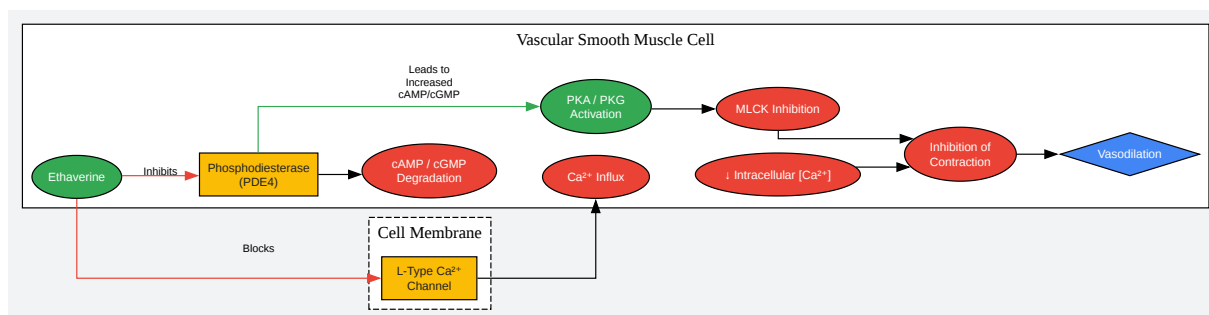 Vascular Smooth Muscle Cell
Leads to
Increased
cAMP/cGMP
PKA / PKG
Activation
MLCK Inhibition
Ethaverine
Inhibits
Phosphodiesterase
(PDE4)
cAMP / cGMP
Degradation
Ca²⁺ Influx
↓ Intracellular [Ca²⁺]
Inhibition of
Contraction
Vasodilation
Cell Membrane
Blocks
L-Type Ca²⁺
Channel